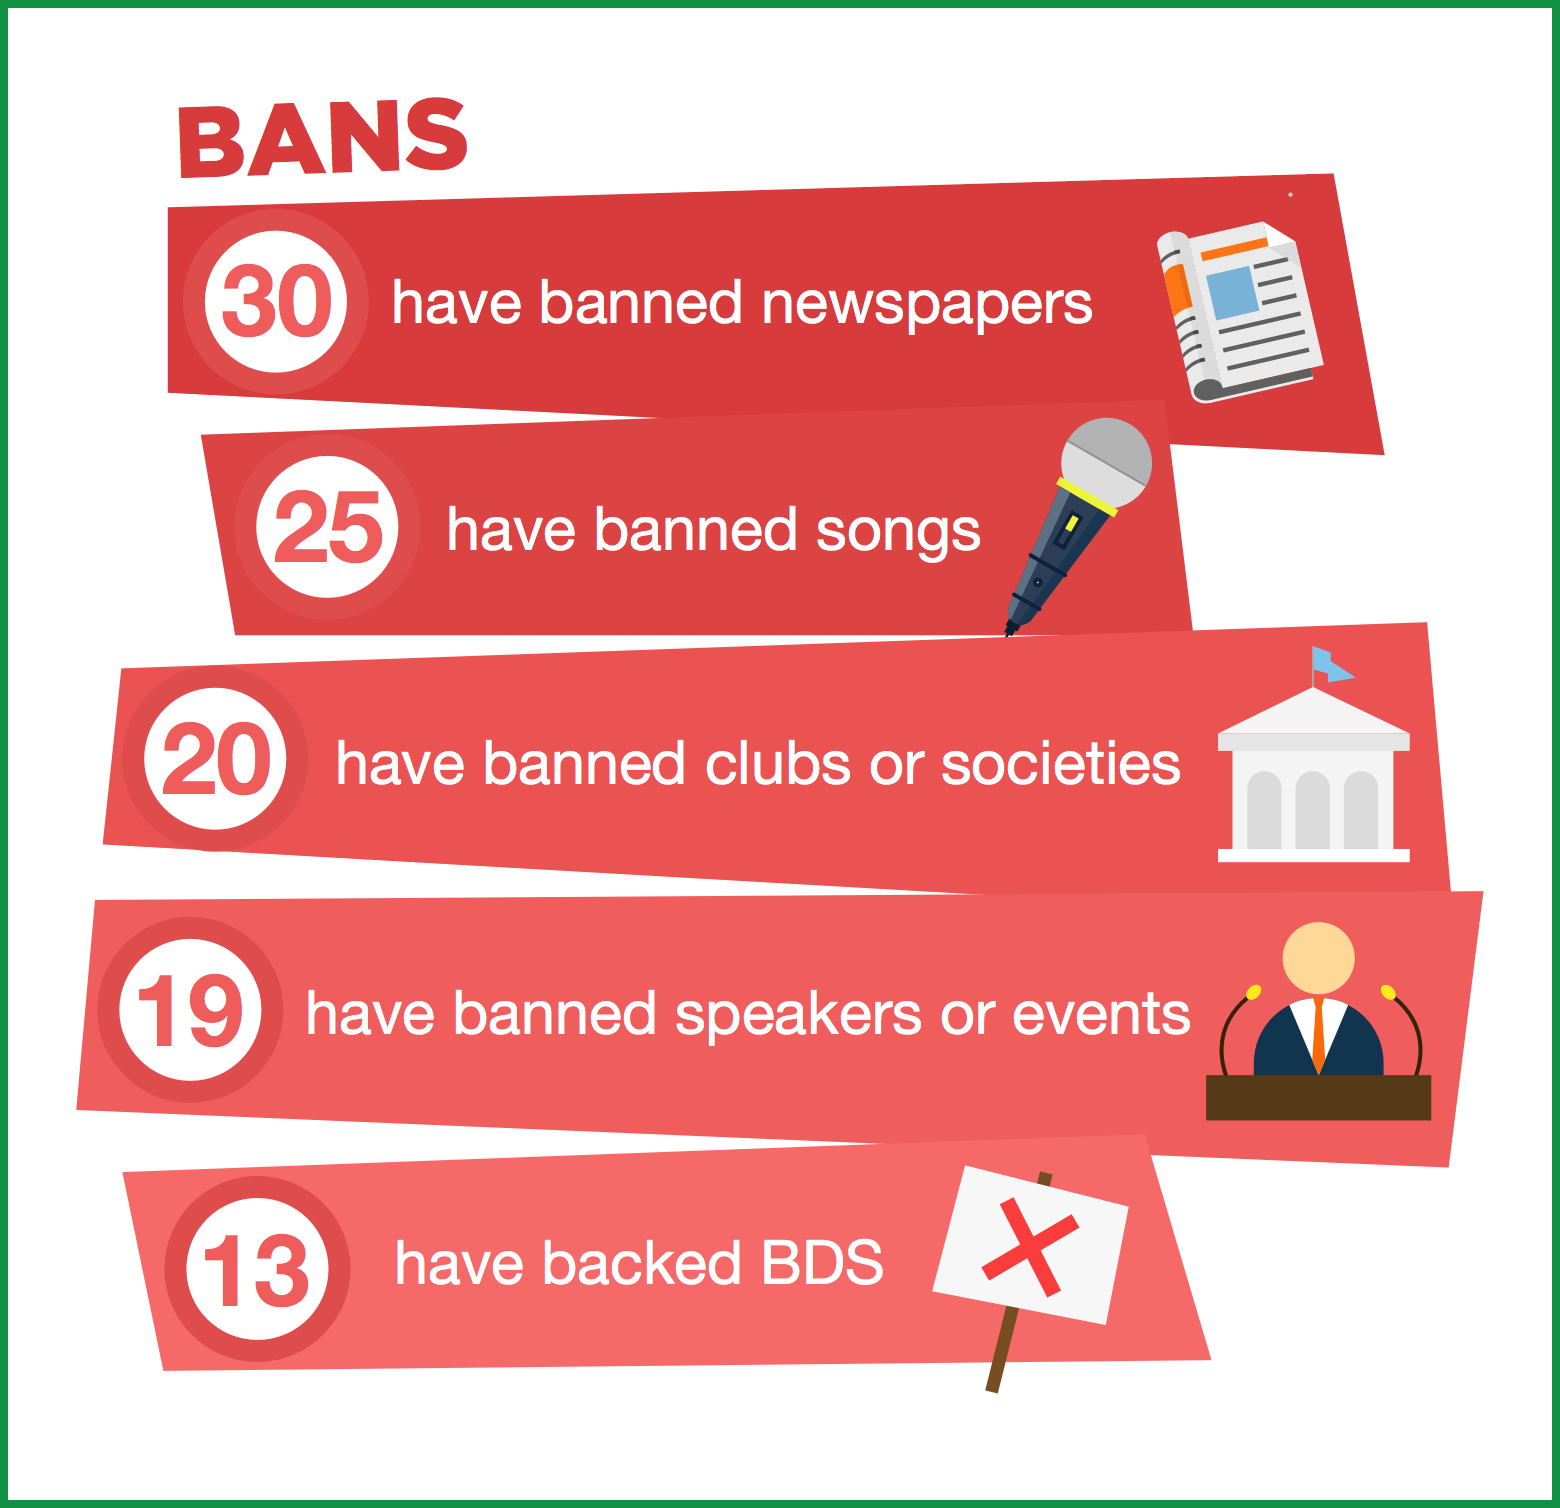 BANS
30 have banned newspapers
25 have banned songs
20 have banned clubs or societies
19 have banned speakers or events
13 have backed BDS